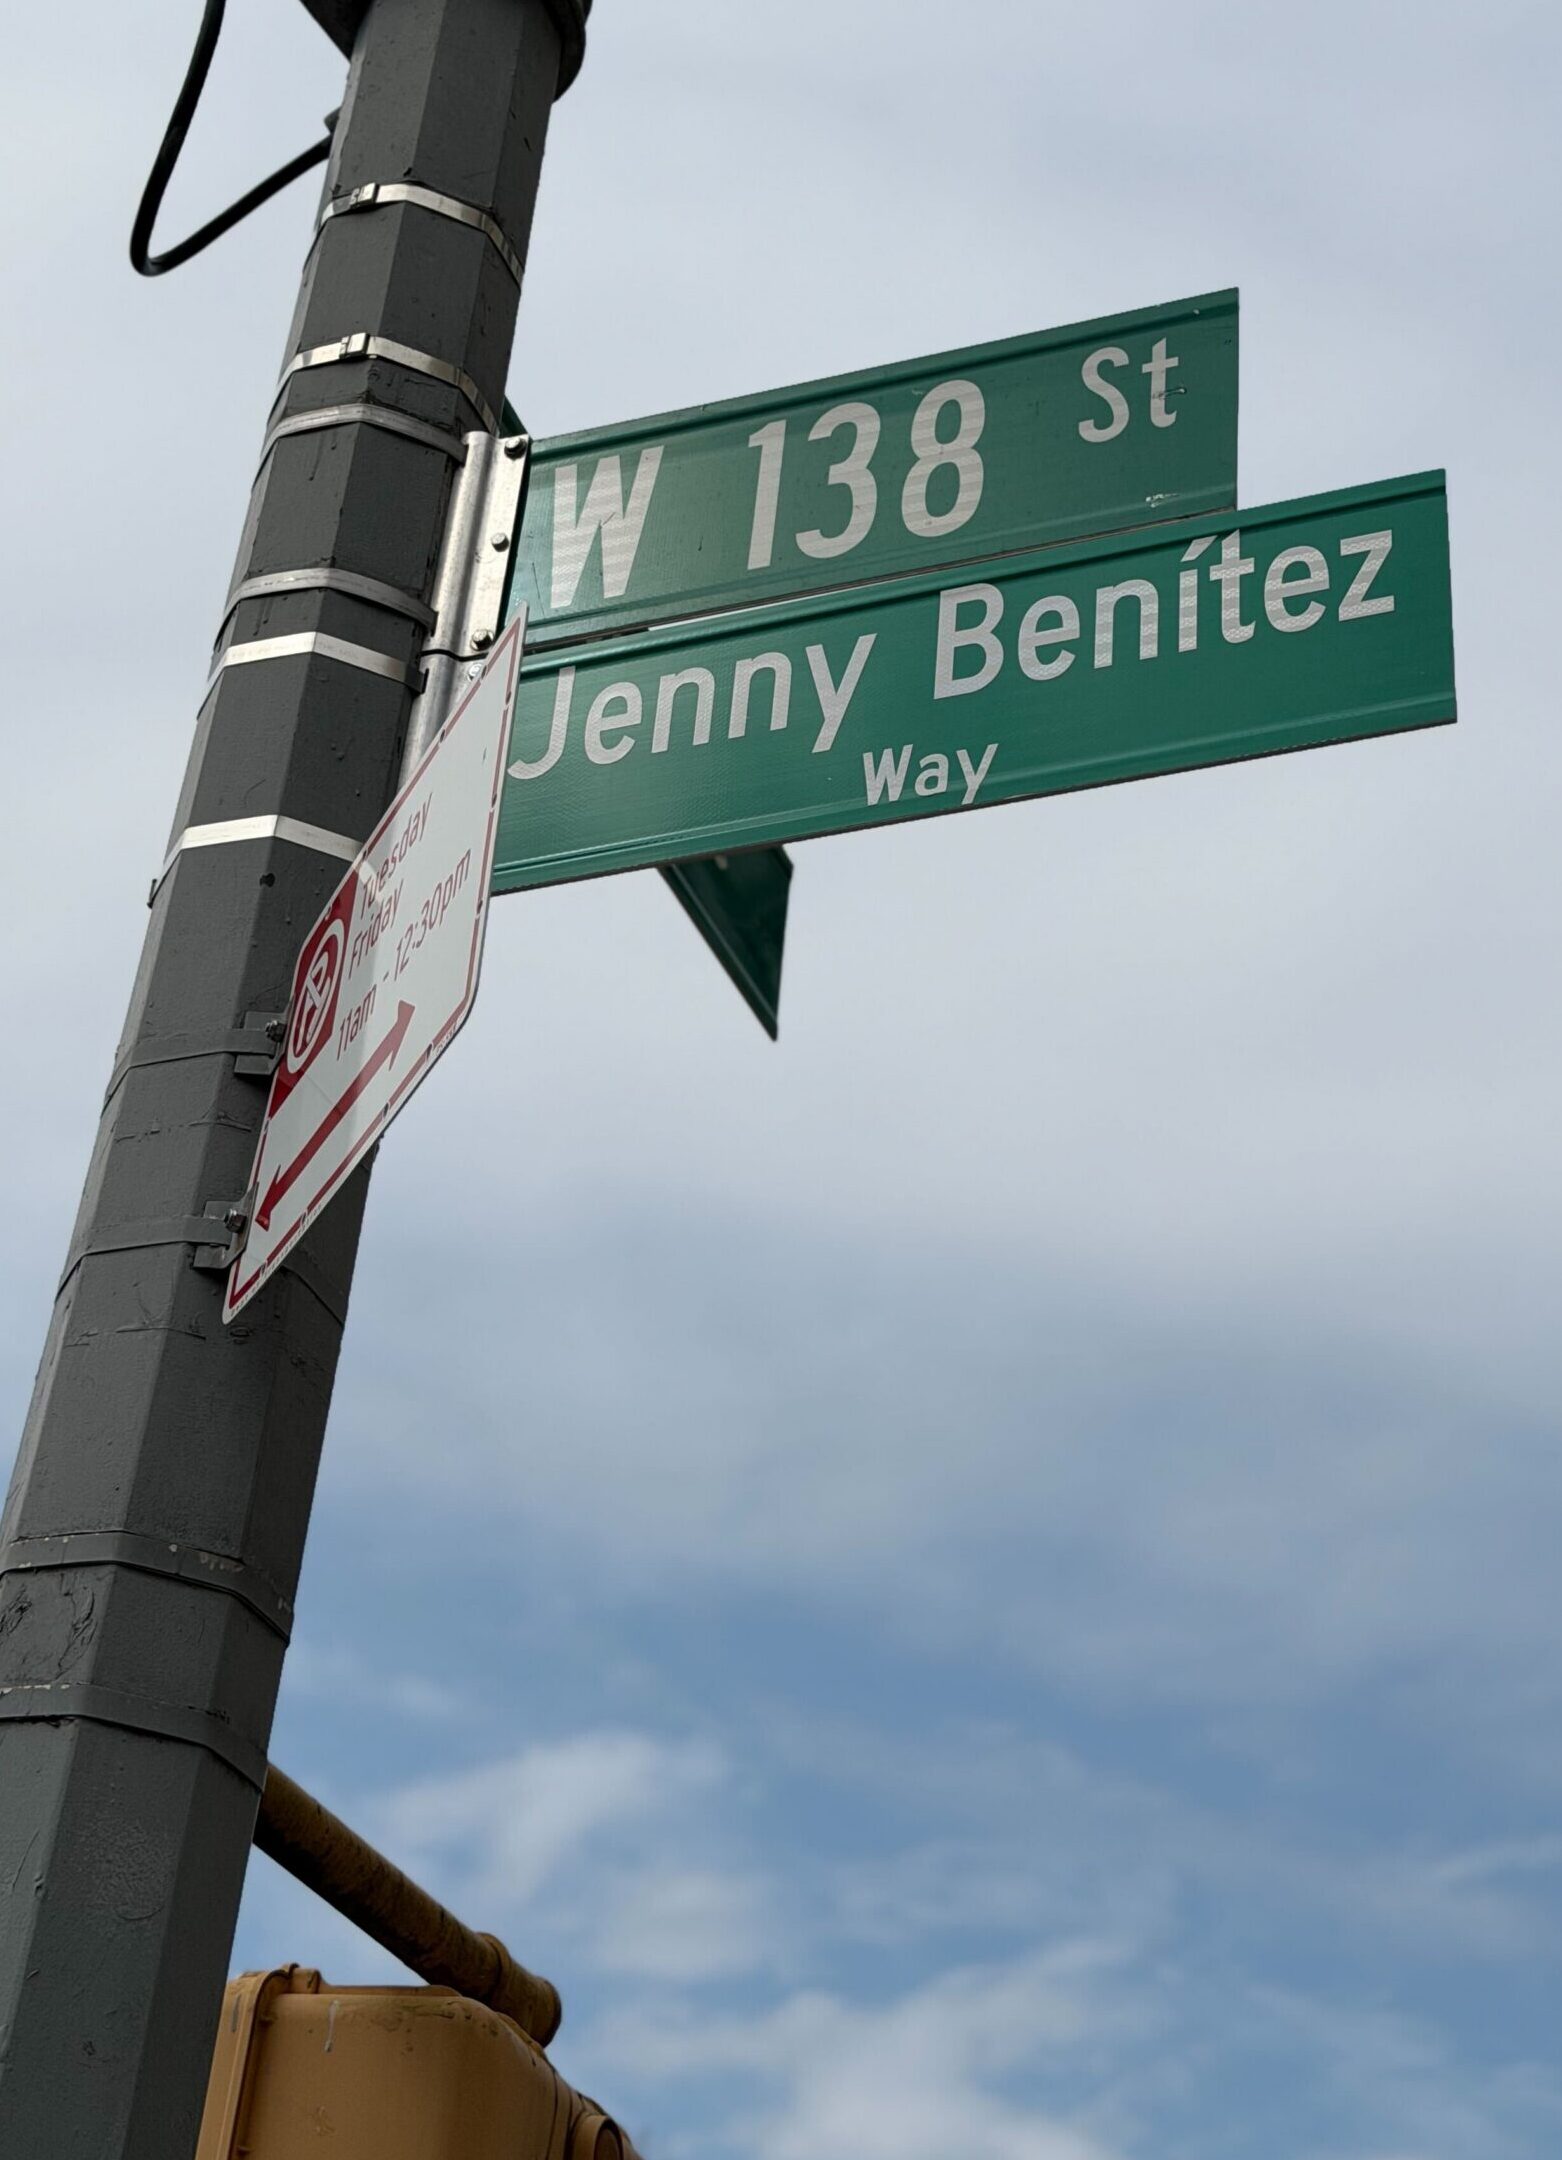 W 138 St
Jenny Benítez
Way
Tuesday
Friday
11am - 12:30pm